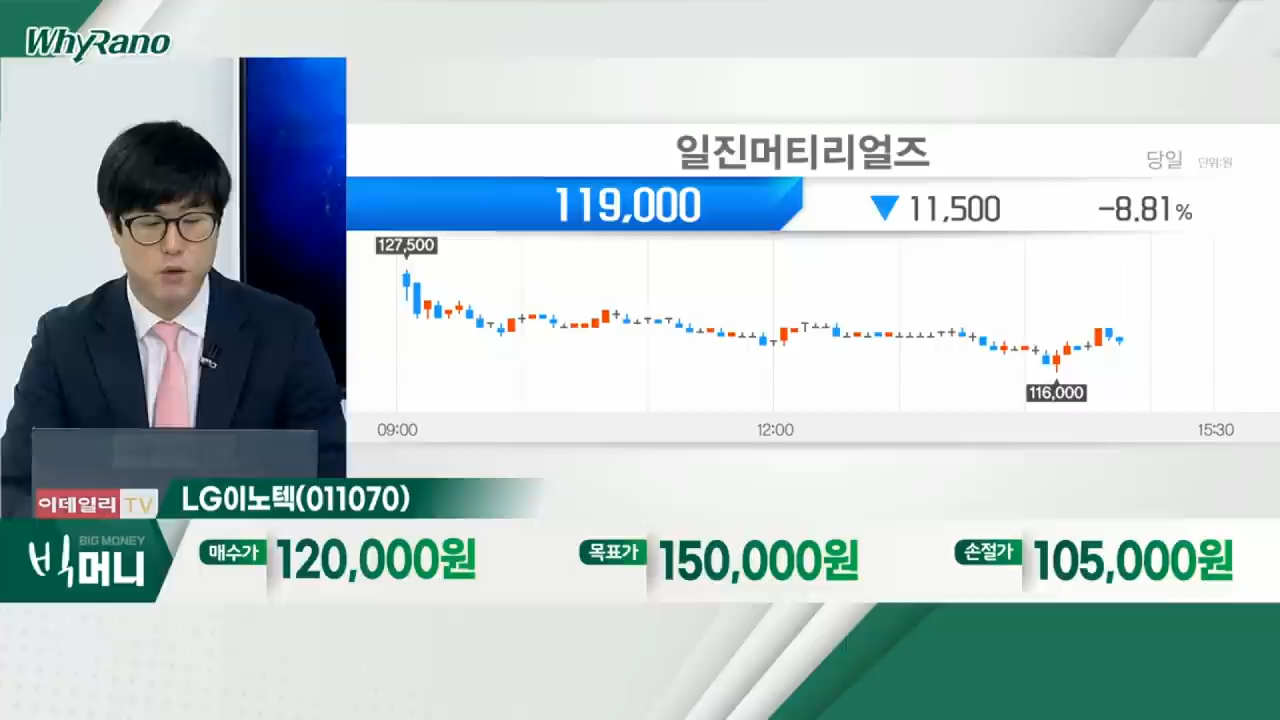 WhyRano
일진머티리얼즈
당일 단위:원
119,000 ▼ 11,500 -8.81%
127,500
116,000
09:00 12:00 15:30
이데일리 TV LG이노텍(011070)
BIG MONEY
빅머니
매수가 120,000원 목표가 150,000원 손절가 105,000원